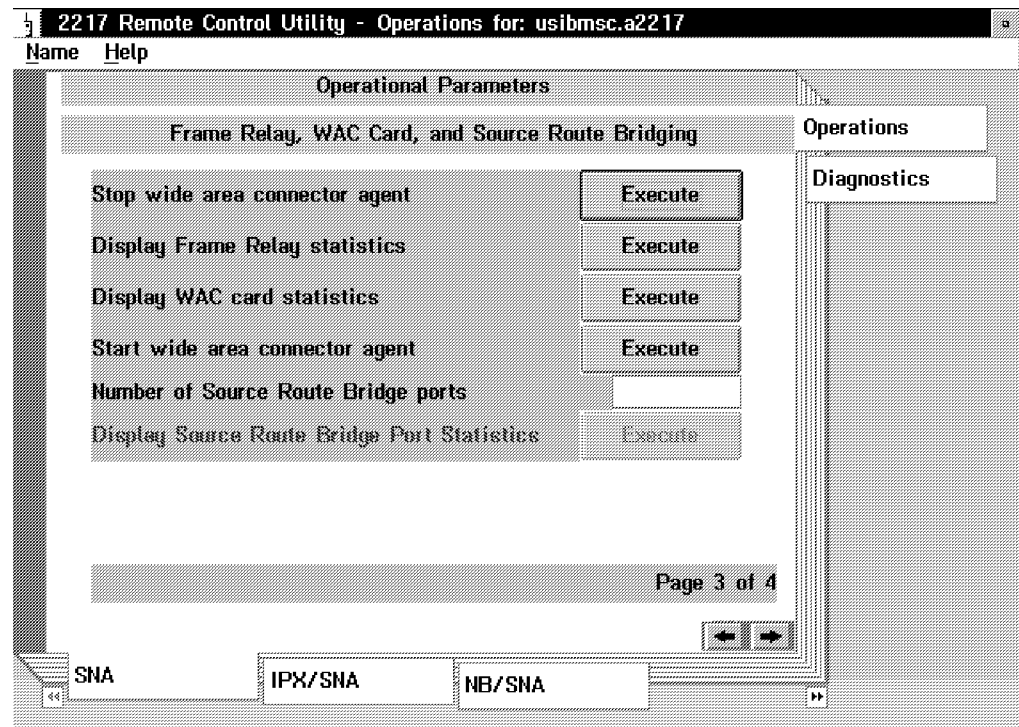 2217 Remote Control Utility - Operations for: usibmsc.a2217
Name Help
Operational Parameters
Frame Relay, WAC Card, and Source Route Bridging
Operations
Diagnostics
Stop wide area connector agent Execute
Display Frame Relay statistics Execute
Display WAC card statistics Execute
Start wide area connector agent Execute
Number of Source Route Bridge ports
Display Source Route Bridge Port Statistics Execute
Page 3 of 4
SNA
IPX/SNA
NB/SNA